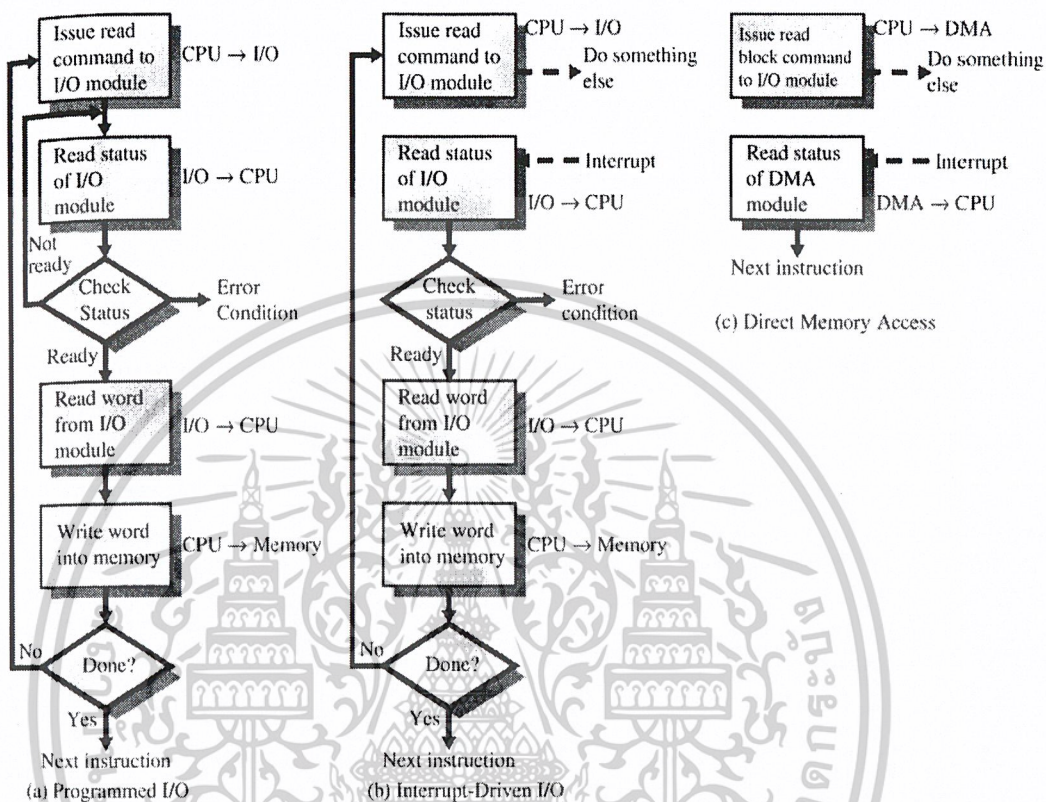 Issue read
command to
I/O module
CPU → I/O
Read status
of I/O
module
I/O → CPU
Not
ready
Check
Status
Error
Condition
Ready
Read word
from I/O
module
I/O → CPU
Write word
into memory
CPU → Memory
No
Done?
Yes
Next instruction
(a) Programmed I/O
Issue read
command to
I/O module
CPU → I/O
Do something
else
Read status
of I/O
module
Interrupt
I/O → CPU
Check
status
Error
condition
Ready
Read word
from I/O
module
I/O → CPU
Write word
into memory
CPU → Memory
No
Done?
Yes
Next instruction
(b) Interrupt-Driven I/O
Issue read
block command
to I/O module
CPU → DMA
Do something
else
Read status
of DMA
module
Interrupt
DMA → CPU
Next instruction
(c) Direct Memory Access